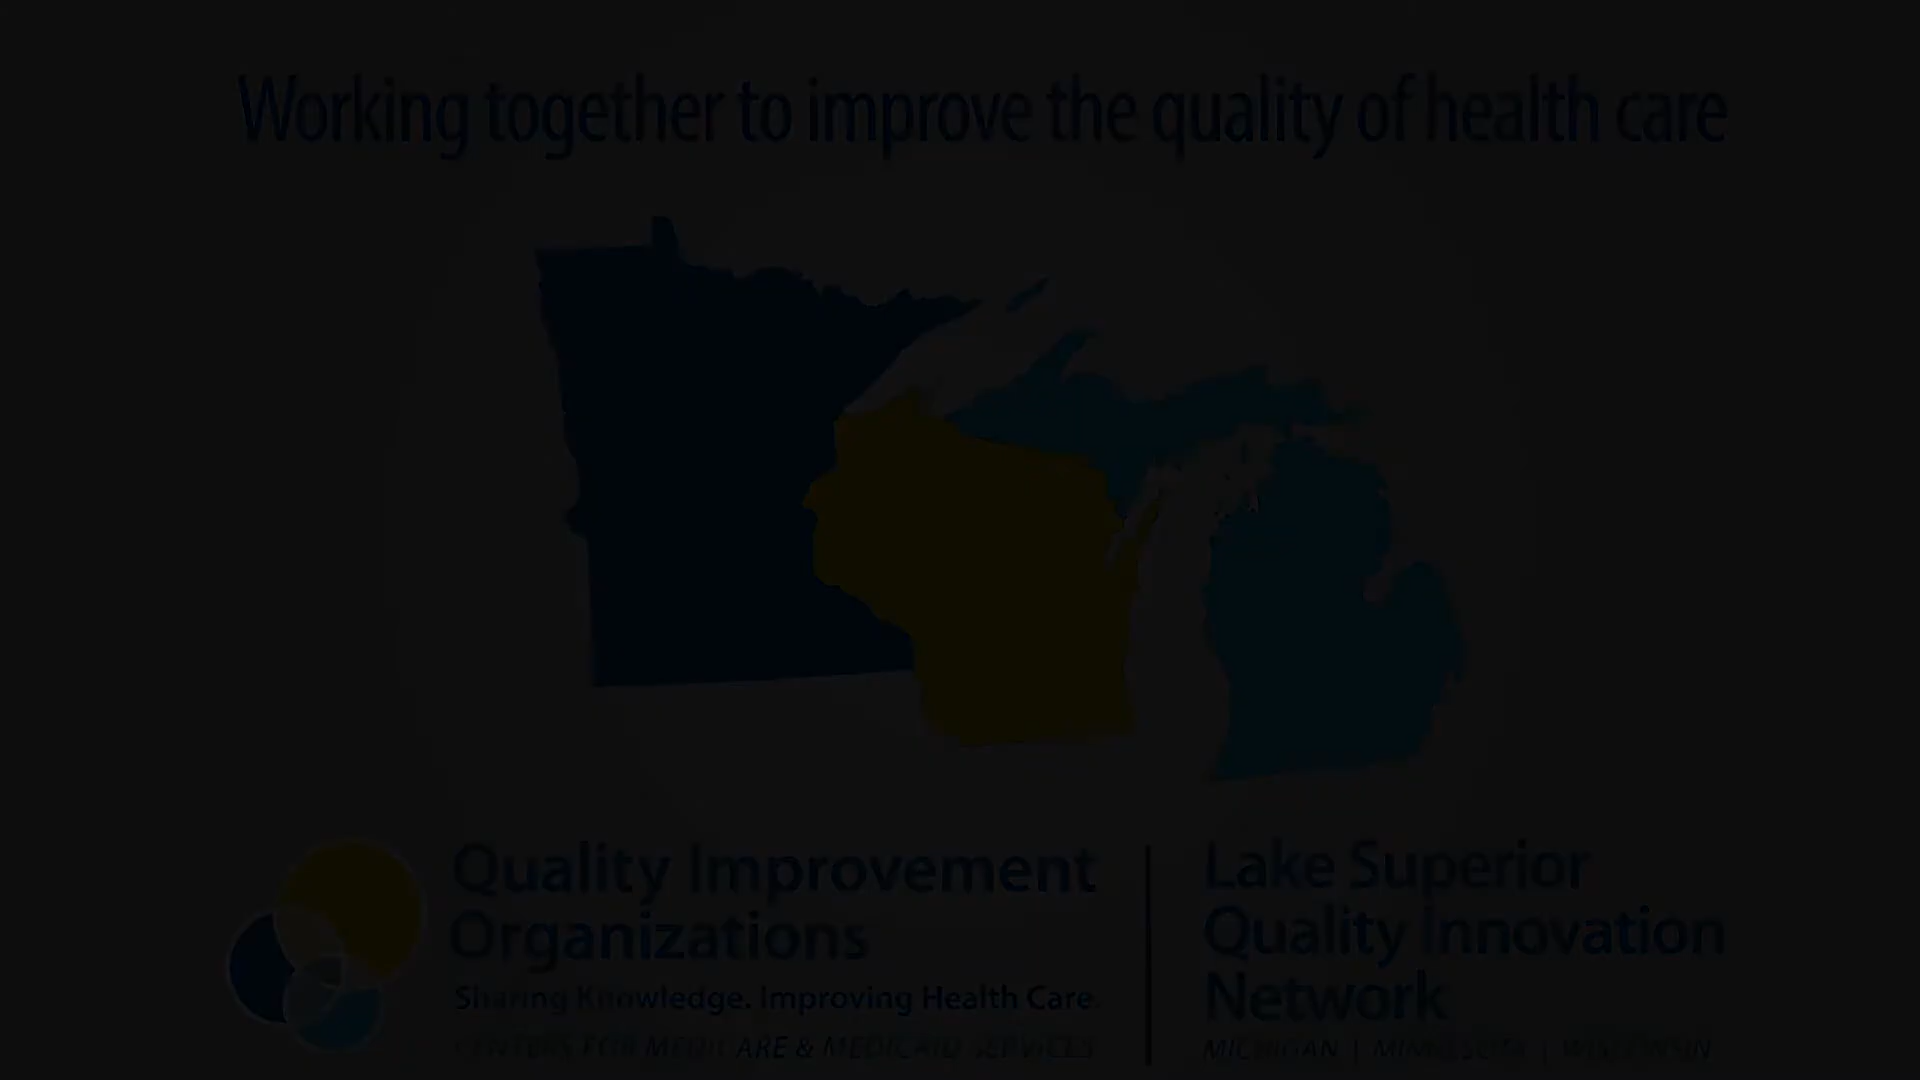 Working together to improve the quality of health care
Quality Improvement
Organizations
Sharing Knowledge. Improving Health Care.
CENTERS FOR MEDICARE & MEDICAID SERVICES
Lake Superior
Quality Innovation
Network
MICHIGAN | MINNESOTA | WISCONSIN